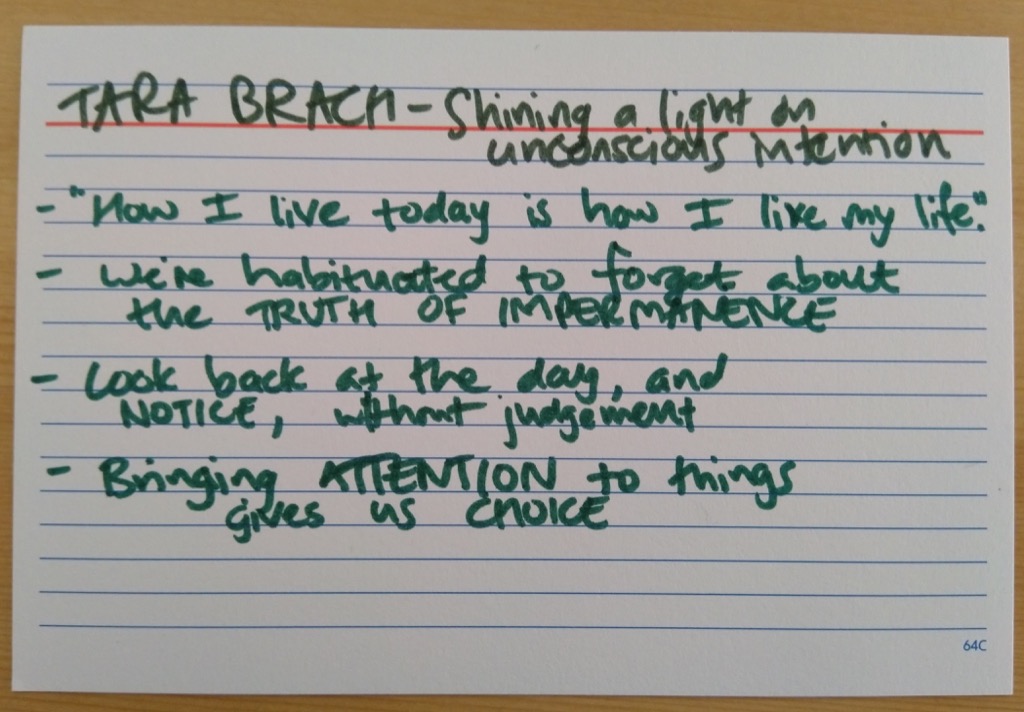 TARA BRACH - Shining a light on
unconscious intention
- "How I live today is how I live my life."
- We're habituated to forget about
the TRUTH OF IMPERMANENCE
- Look back at the day, and
NOTICE, without judgement
- Bringing ATTENTION to things
gives us CHOICE
64C